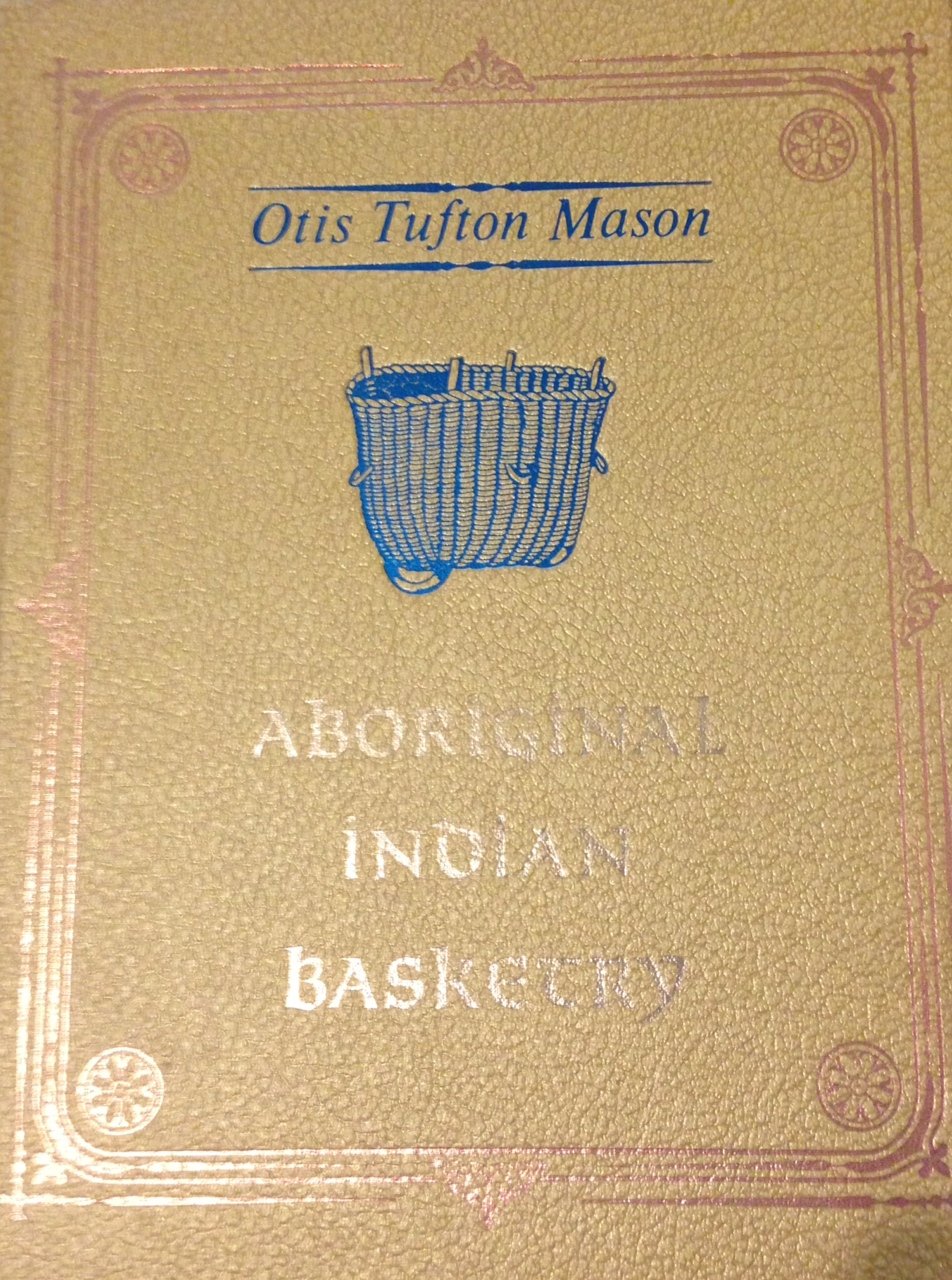 Otis Tufton Mason
ABORIGINAL
INDIAN
BASKETRY